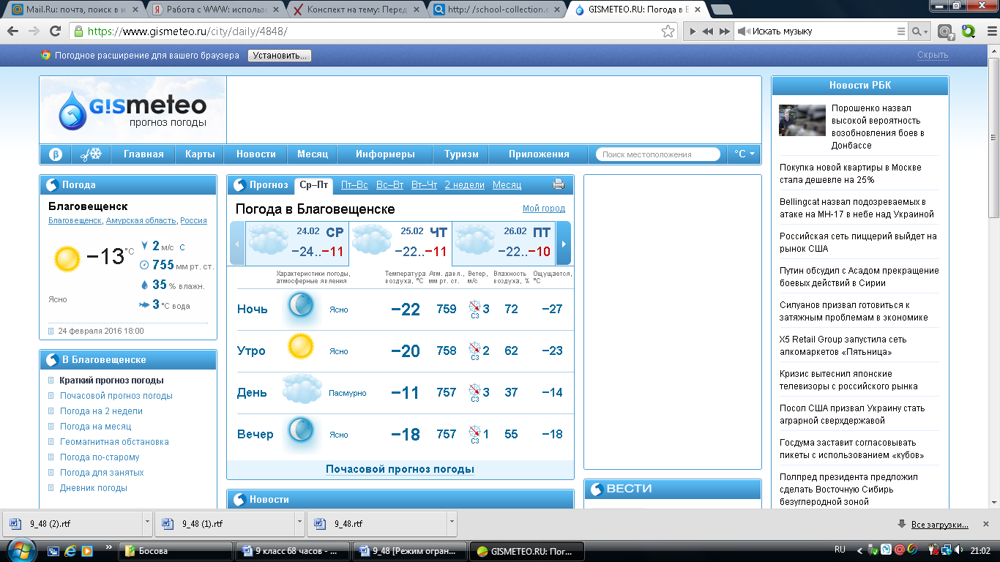 Mail.Ru: почта, поиск в и
Работа с WWW: использ
Конспект на тему: Перед
http://school-collection.e
GISMETEO.RU: Погода в Б
https://www.gismeteo.ru/city/daily/4848/
Искать музыку
Погодное расширение для вашего браузера
Установить...
Скрыть
GISmeteo
прогноз погоды
β
Главная
Карты
Новости
Месяц
Информеры
Туризм
Приложения
Поиск местоположения
°C
Погода
Благовещенск
Благовещенск, Амурская область, Россия
−13°C
2 м/с С
755 мм рт. ст.
35 % влажн.
3 °C вода
Ясно
24 февраля 2016 18:00
В Благовещенске
Краткий прогноз погоды
Почасовой прогноз погоды
Погода на 2 недели
Погода на месяц
Геомагнитная обстановка
Погода по-старому
Погода для занятых
Дневник погоды
Прогноз
Ср–Пт
Пт–Вс
Вс–Вт
Вт–Чт
2 недели
Месяц
Погода в Благовещенске
Мой город
24.02 СР
−24..−11
25.02 ЧТ
−22..−11
26.02 ПТ
−22..−10
Характеристики погоды,
атмосферные явления
Температура
воздуха, °C
Атм. давл.,
мм рт. ст.
Ветер,
м/с
Влажность
воздуха, %
Ощущается,
°C
Ночь Ясно −22 759 СЗ 3 72 −27
Утро Ясно −20 758 СЗ 2 62 −23
День Пасмурно −11 757 СЗ 3 37 −14
Вечер Ясно −18 757 СЗ 1 55 −18
Почасовой прогноз погоды
Новости
ВЕСТИ
Новости РБК
Порошенко назвал
высокой вероятность
возобновления боев в
Донбассе
Покупка новой квартиры в Москве
стала дешевле на 25%
Bellingcat назвал подозреваемых в
атаке на MH-17 в небе над Украиной
Российская сеть пиццерий выйдет на
рынок США
Путин обсудил с Асадом прекращение
боевых действий в Сирии
Силуанов призвал готовиться к
затяжным проблемам в экономике
X5 Retail Group запустила сеть
алкомаркетов «Пятница»
Кризис вытеснил японские
телевизоры с российского рынка
Посол США призвал Украину стать
аграрной сверхдержавой
Госдума заставит согласовывать
пикеты с использованием «кубов»
Полпред президента предложил
сделать Восточную Сибирь
безуглеродной зоной
9_48 (2).rtf
9_48 (1).rtf
9_48.rtf
Все загрузки...
Босова
9 класс 68 часов - ...
9_48 [Режим огран...
GISMETEO.RU: Пог...
RU
21:02